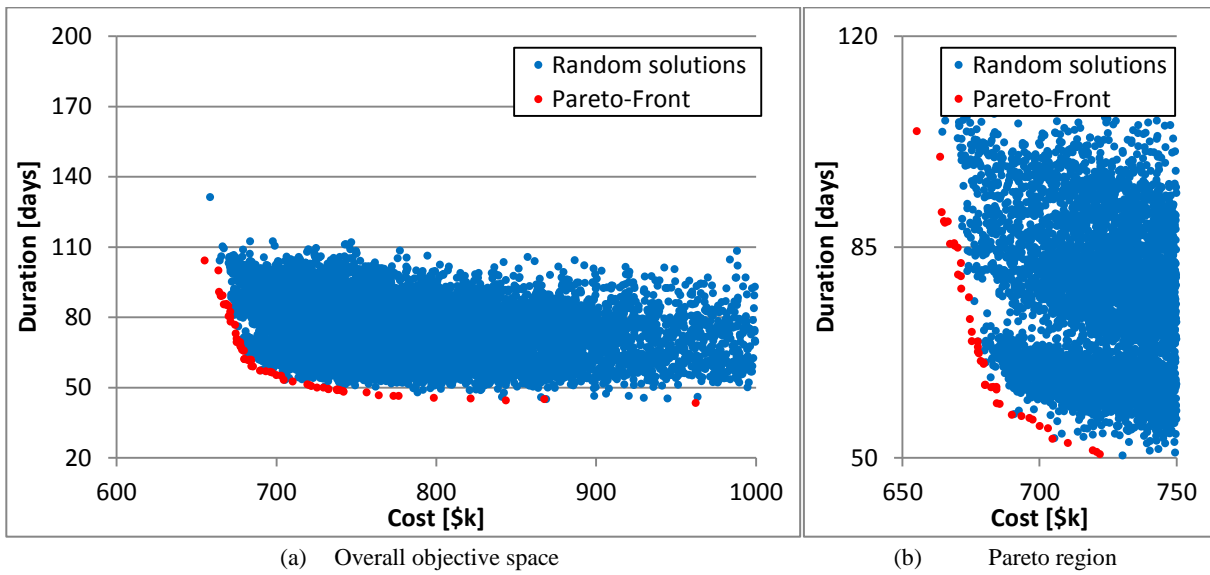 200
170
140
110
80
50
20
Duration [days]
600
700
800
900
1000
Cost [$k]
Random solutions
Pareto-Front
(a) Overall objective space
120
85
50
Duration [days]
650
700
750
Cost [$k]
Random solutions
Pareto-Front
(b) Pareto region